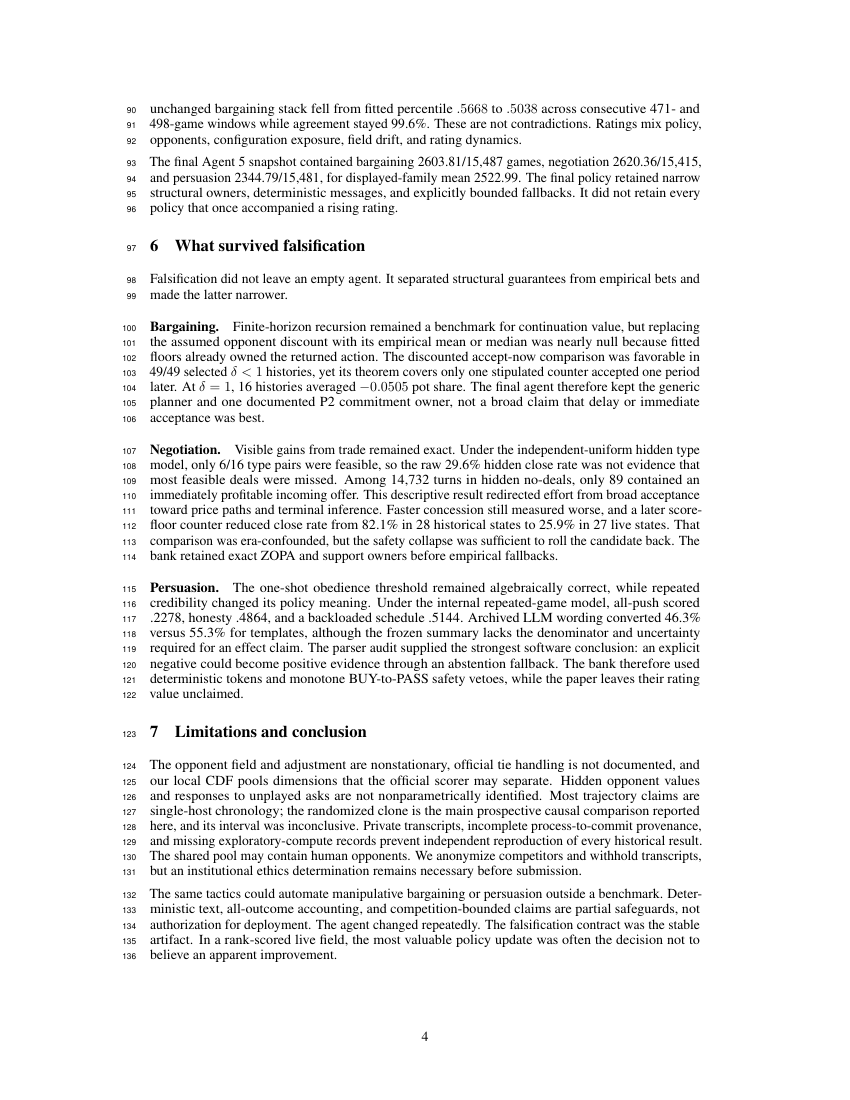 90 unchanged bargaining stack fell from fitted percentile .5668 to .5038 across consecutive 471- and
91 498-game windows while agreement stayed 99.6%. These are not contradictions. Ratings mix policy,
92 opponents, configuration exposure, field drift, and rating dynamics.
93 The final Agent 5 snapshot contained bargaining 2603.81/15,487 games, negotiation 2620.36/15,415,
94 and persuasion 2344.79/15,481, for displayed-family mean 2522.99. The final policy retained narrow
95 structural owners, deterministic messages, and explicitly bounded fallbacks. It did not retain every
96 policy that once accompanied a rising rating.
97 6 What survived falsification
98 Falsification did not leave an empty agent. It separated structural guarantees from empirical bets and
99 made the latter narrower.
100 Bargaining. Finite-horizon recursion remained a benchmark for continuation value, but replacing
101 the assumed opponent discount with its empirical mean or median was nearly null because fitted
102 floors already owned the returned action. The discounted accept-now comparison was favorable in
103 49/49 selected δ < 1 histories, yet its theorem covers only one stipulated counter accepted one period
104 later. At δ = 1, 16 histories averaged −0.0505 pot share. The final agent therefore kept the generic
105 planner and one documented P2 commitment owner, not a broad claim that delay or immediate
106 acceptance was best.
107 Negotiation. Visible gains from trade remained exact. Under the independent-uniform hidden type
108 model, only 6/16 type pairs were feasible, so the raw 29.6% hidden close rate was not evidence that
109 most feasible deals were missed. Among 14,732 turns in hidden no-deals, only 89 contained an
110 immediately profitable incoming offer. This descriptive result redirected effort from broad acceptance
111 toward price paths and terminal inference. Faster concession still measured worse, and a later score-
112 floor counter reduced close rate from 82.1% in 28 historical states to 25.9% in 27 live states. That
113 comparison was era-confounded, but the safety collapse was sufficient to roll the candidate back. The
114 bank retained exact ZOPA and support owners before empirical fallbacks.
115 Persuasion. The one-shot obedience threshold remained algebraically correct, while repeated
116 credibility changed its policy meaning. Under the internal repeated-game model, all-push scored
117 .2278, honesty .4864, and a backloaded schedule .5144. Archived LLM wording converted 46.3%
118 versus 55.3% for templates, although the frozen summary lacks the denominator and uncertainty
119 required for an effect claim. The parser audit supplied the strongest software conclusion: an explicit
120 negative could become positive evidence through an abstention fallback. The bank therefore used
121 deterministic tokens and monotone BUY-to-PASS safety vetoes, while the paper leaves their rating
122 value unclaimed.
123 7 Limitations and conclusion
124 The opponent field and adjustment are nonstationary, official tie handling is not documented, and
125 our local CDF pools dimensions that the official scorer may separate. Hidden opponent values
126 and responses to unplayed asks are not nonparametrically identified. Most trajectory claims are
127 single-host chronology; the randomized clone is the main prospective causal comparison reported
128 here, and its interval was inconclusive. Private transcripts, incomplete process-to-commit provenance,
129 and missing exploratory-compute records prevent independent reproduction of every historical result.
130 The shared pool may contain human opponents. We anonymize competitors and withhold transcripts,
131 but an institutional ethics determination remains necessary before submission.
132 The same tactics could automate manipulative bargaining or persuasion outside a benchmark. Deter-
133 ministic text, all-outcome accounting, and competition-bounded claims are partial safeguards, not
134 authorization for deployment. The agent changed repeatedly. The falsification contract was the stable
135 artifact. In a rank-scored live field, the most valuable policy update was often the decision not to
136 believe an apparent improvement.
4